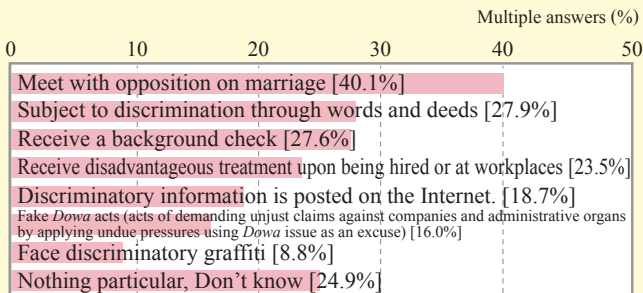 Multiple answers (%)
0 10 20 30 40 50
Meet with opposition on marriage [40.1%]
Subject to discrimination through words and deeds [27.9%]
Receive a background check [27.6%]
Receive disadvantageous treatment upon being hired or at workplaces [23.5%]
Discriminatory information is posted on the Internet. [18.7%]
Fake Dowa acts (acts of demanding unjust claims against companies and administrative organs
by applying undue pressures using Dowa issue as an excuse) [16.0%]
Face discriminatory graffiti [8.8%]
Nothing particular, Don't know [24.9%]